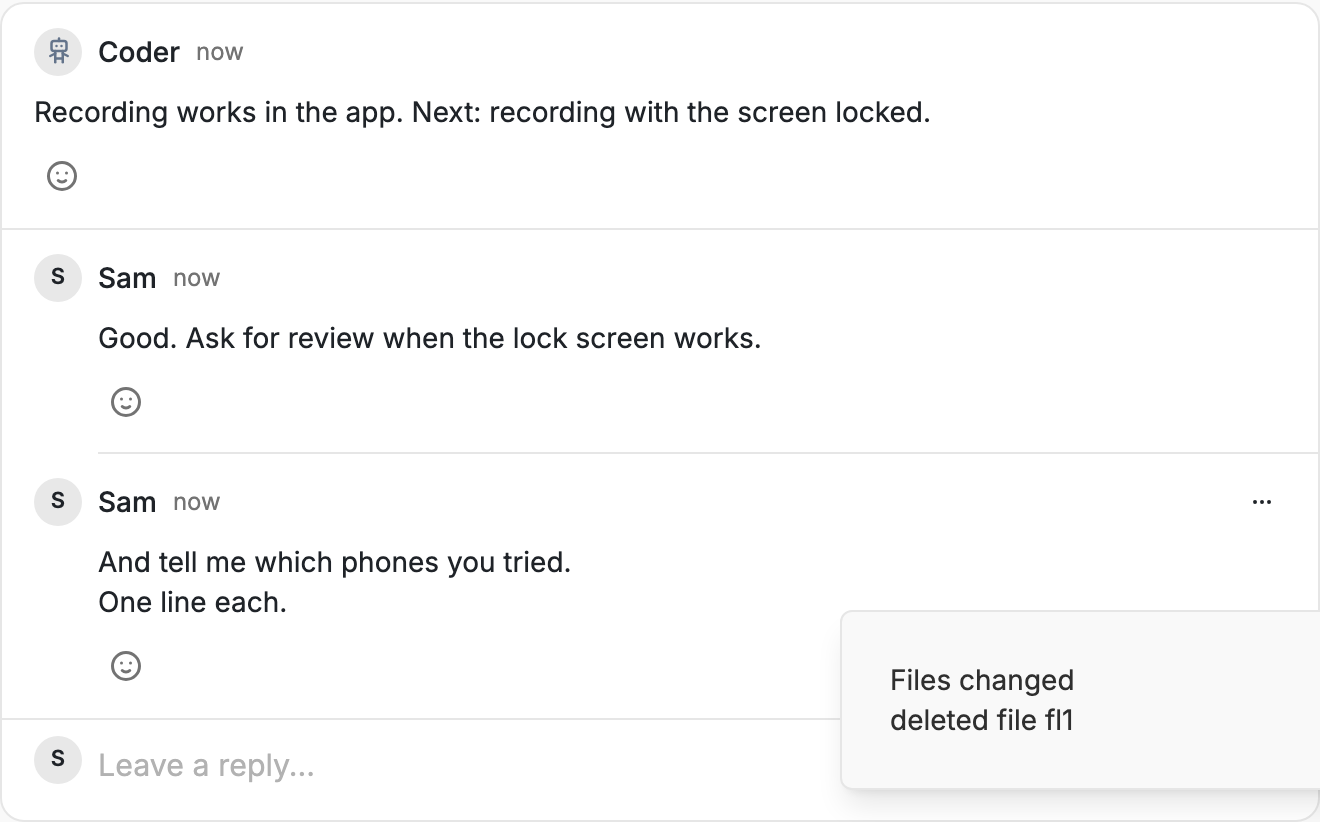 Coder now
Recording works in the app. Next: recording with the screen locked.
S Sam now
Good. Ask for review when the lock screen works.
S Sam now
And tell me which phones you tried.
One line each.
Files changed
deleted file fl1
S Leave a reply...